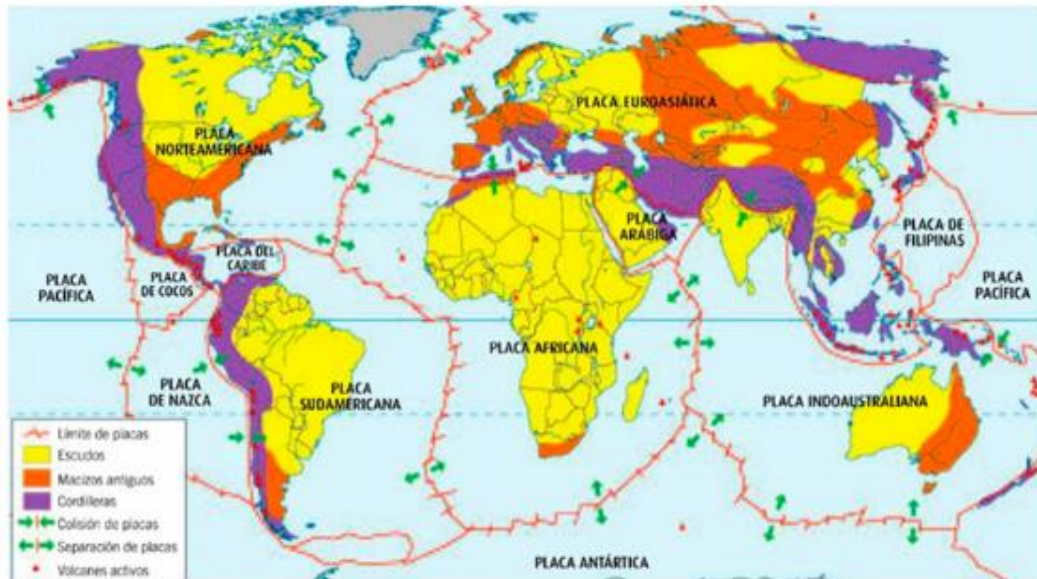 PLACA EUROASIÁTICA
PLACA
NORTEAMERICANA
PLACA
ARÁBIGA
PLACA DE
FILIPINAS
PLACA DEL
CARIBE
PLACA
PACÍFICA
PLACA
DE COCOS
PLACA
PACÍFICA
PLACA AFRICANA
PLACA
DE NAZCA
PLACA
SUDAMERICANA
PLACA INDOAUSTRALIANA
Límite de placas
Escudos
Macizos antiguos
Cordilleras
Colisión de placas
Separación de placas
Volcanes activos
PLACA ANTÁRTICA